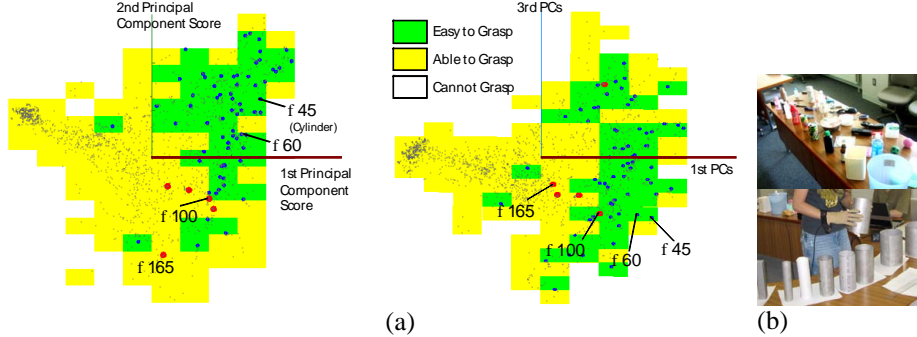 2nd Principal
Component Score
f 45
(Cylinder)
f 60
1st Principal
Component
Score
f 100
f 165
3rd PCs
Easy to Grasp
Able to Grasp
Cannot Grasp
1st PCs
f 165
f 100
f 60
f 45
(a)
(b)